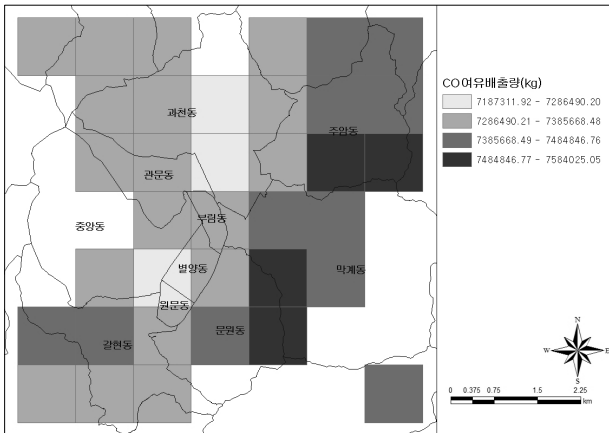 과천동
주암동
관문동
중앙동
부림동
별양동
막계동
원문동
갈현동
문원동
CO여유배출량(kg)
7187311.92 - 7286490.20
7286490.21 - 7385668.48
7385668.49 - 7484846.76
7484846.77 - 7584025.05
N
W E
S
0 0.375 0.75 1.5 2.25
km